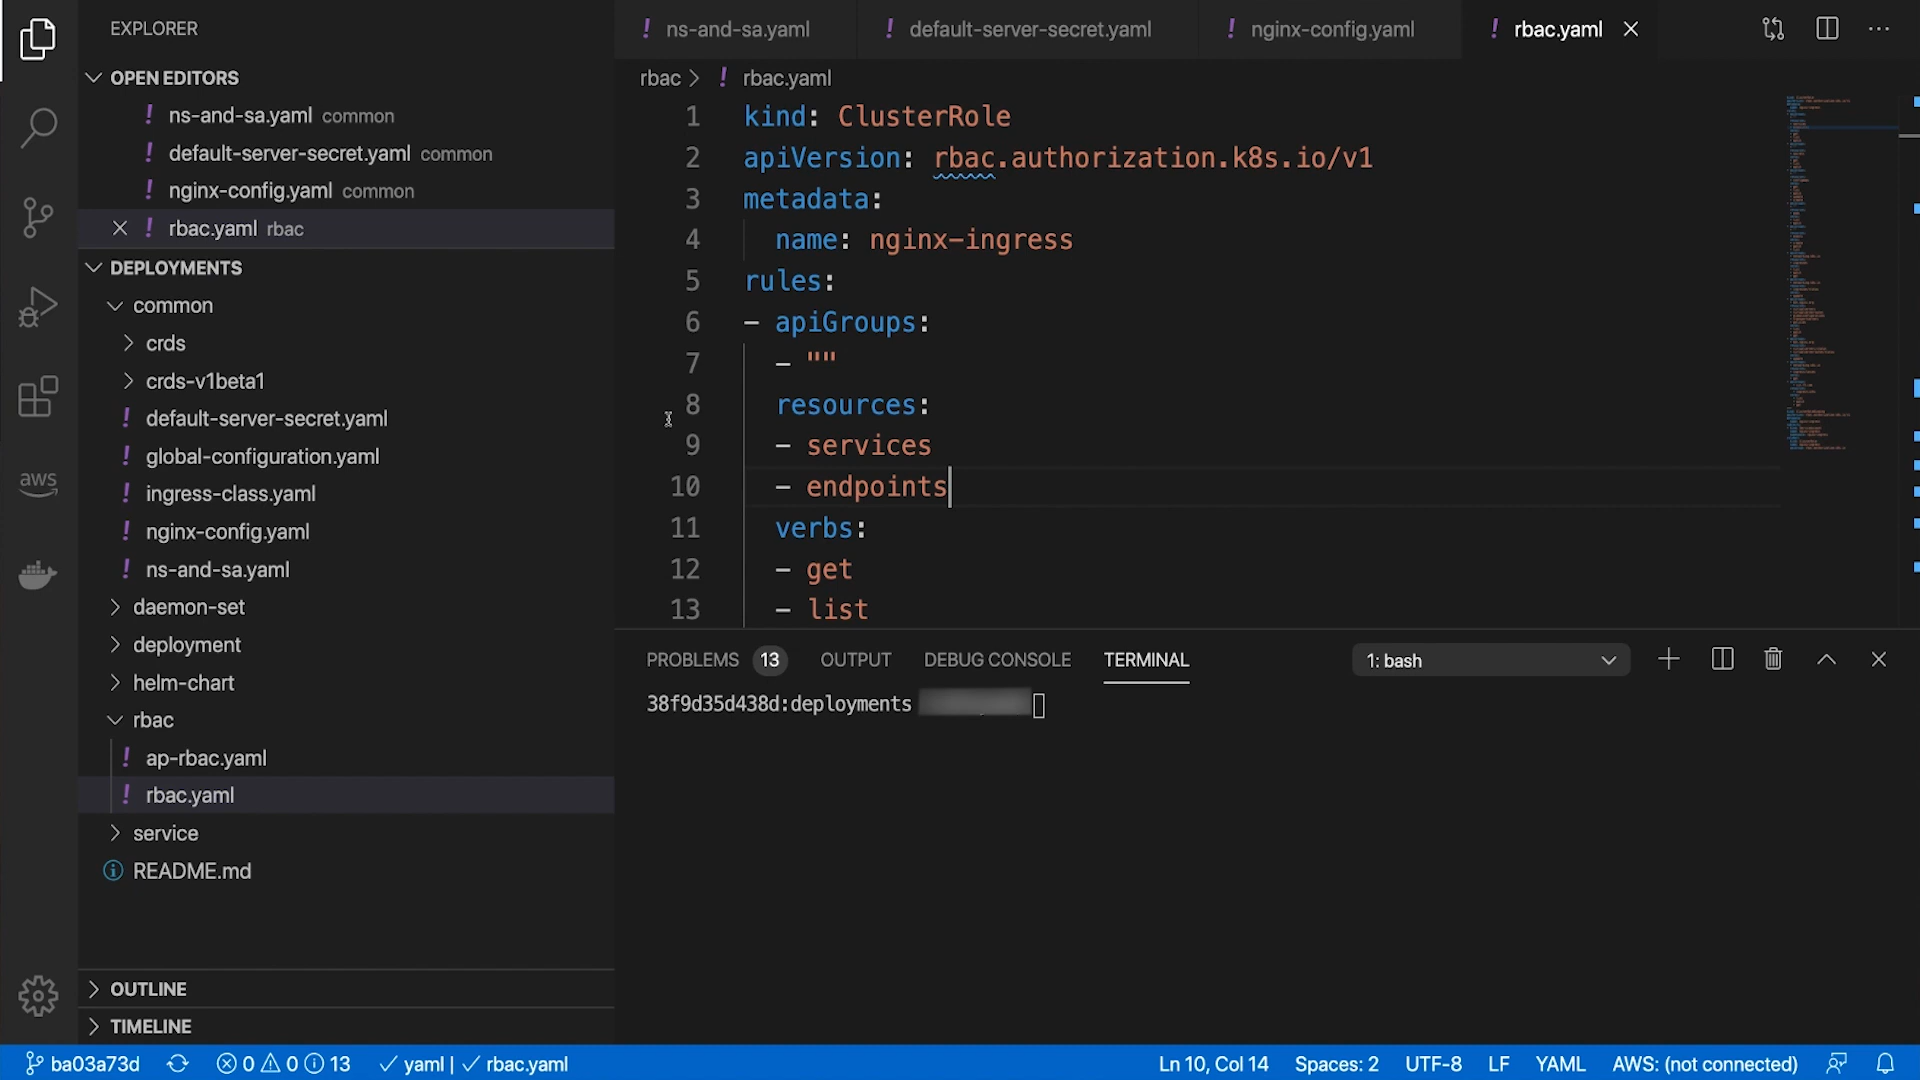 EXPLORER
OPEN EDITORS
! ns-and-sa.yaml common
! default-server-secret.yaml common
! nginx-config.yaml common
! rbac.yaml rbac
DEPLOYMENTS
common
crds
crds-v1beta1
! default-server-secret.yaml
! global-configuration.yaml
! ingress-class.yaml
! nginx-config.yaml
! ns-and-sa.yaml
daemon-set
deployment
helm-chart
rbac
! ap-rbac.yaml
! rbac.yaml
service
README.md
OUTLINE
TIMELINE
aws
! ns-and-sa.yaml ! default-server-secret.yaml ! nginx-config.yaml ! rbac.yaml
rbac > ! rbac.yaml
1 kind: ClusterRole
2 apiVersion: rbac.authorization.k8s.io/v1
3 metadata:
4 name: nginx-ingress
5 rules:
6 - apiGroups:
7 - ""
8 resources:
9 - services
10 - endpoints
11 verbs:
12 - get
13 - list
PROBLEMS 13 OUTPUT DEBUG CONSOLE TERMINAL 1: bash
38f9d35d438d:deployments
ba03a73d 0 0 13 yaml | rbac.yaml Ln 10, Col 14 Spaces: 2 UTF-8 LF YAML AWS: (not connected)